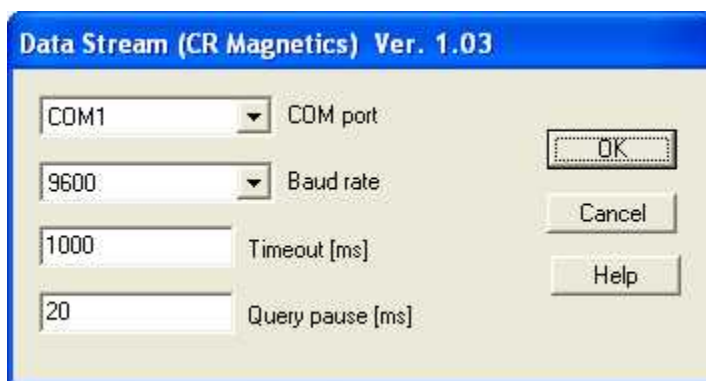 Data Stream (CR Magnetics) Ver. 1.03
COM1 COM port
OK
9600 Baud rate
Cancel
1000 Timeout [ms]
Help
20 Query pause [ms]